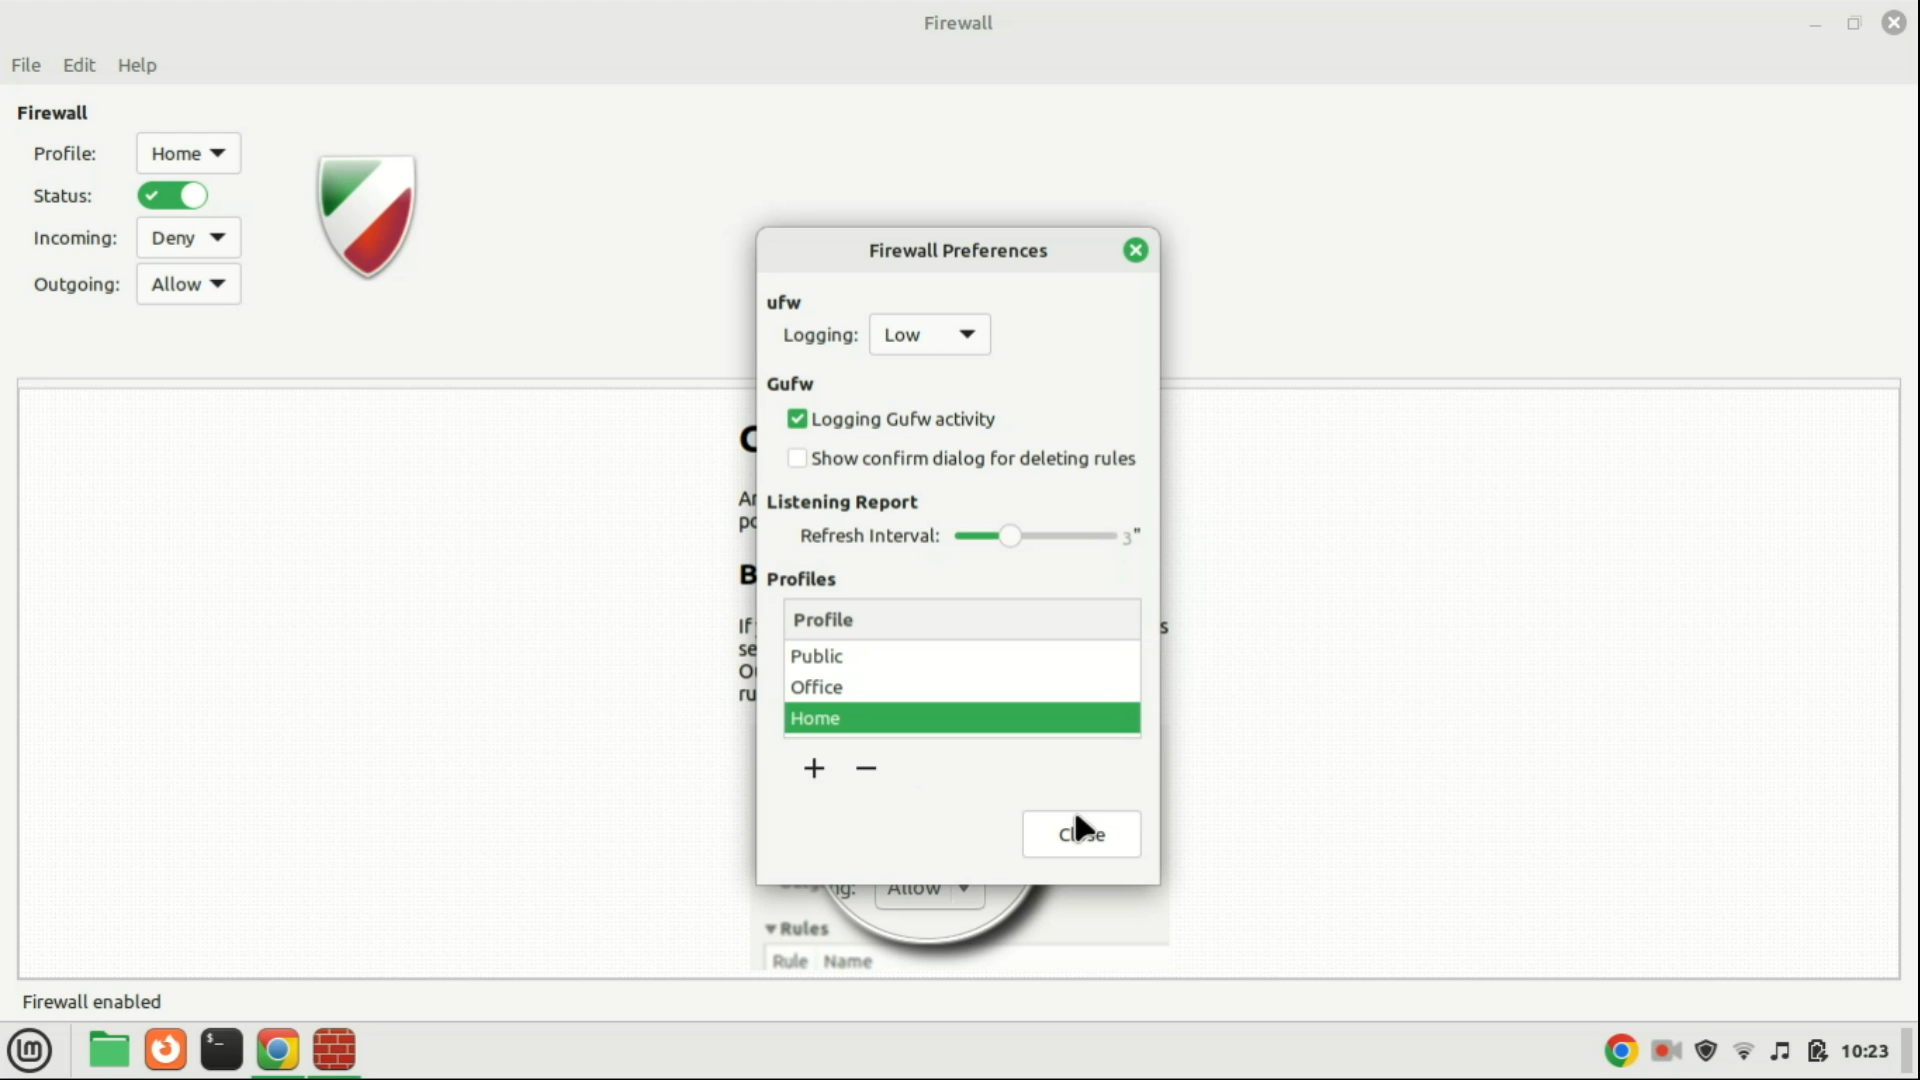 Firewall
File Edit Help
Firewall
Profile: Home
Status:
Incoming: Deny
Outgoing: Allow
Firewall Preferences
ufw
Logging: Low
Gufw
Logging Gufw activity
Show confirm dialog for deleting rules
Listening Report
Refresh Interval: 3"
Profiles
Profile
Public
Office
Home
+ −
Allow
Rules
Rule Name
Firewall enabled
$_
lm
10:23